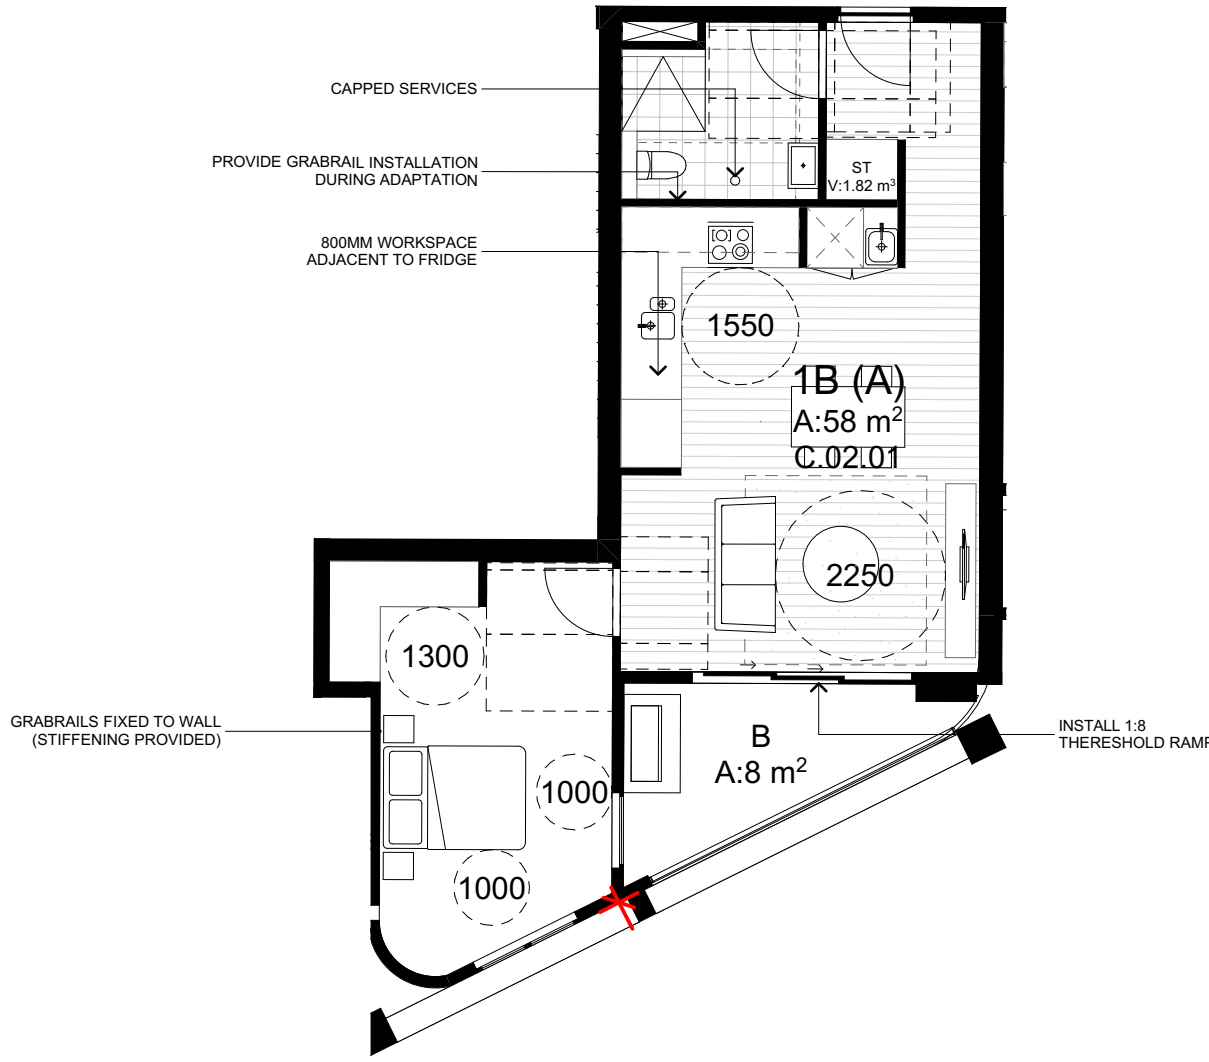 CAPPED SERVICES
PROVIDE GRABRAIL INSTALLATION
DURING ADAPTATION
ST
V:1.82 m³
800MM WORKSPACE
ADJACENT TO FRIDGE
1550
1B (A)
A:58 m²
C.02.01
2250
1300
GRABRAILS FIXED TO WALL
(STIFFENING PROVIDED)
B
A:8 m²
INSTALL 1:8
THERESHOLD RAMP
1000
1000